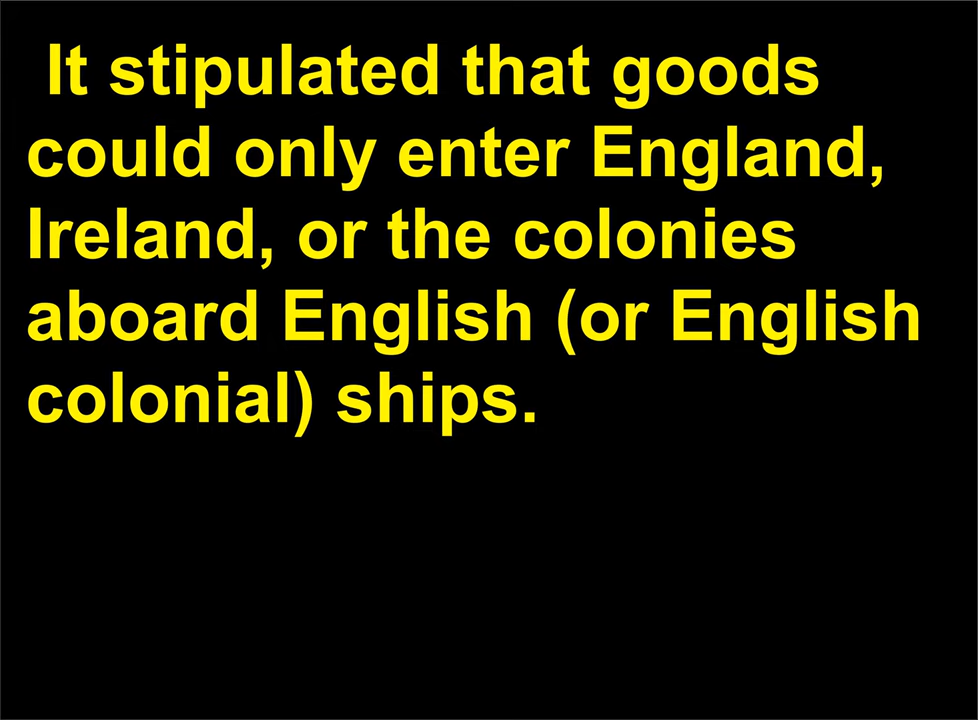 It stipulated that goods
could only enter England,
Ireland, or the colonies
aboard English (or English
colonial) ships.